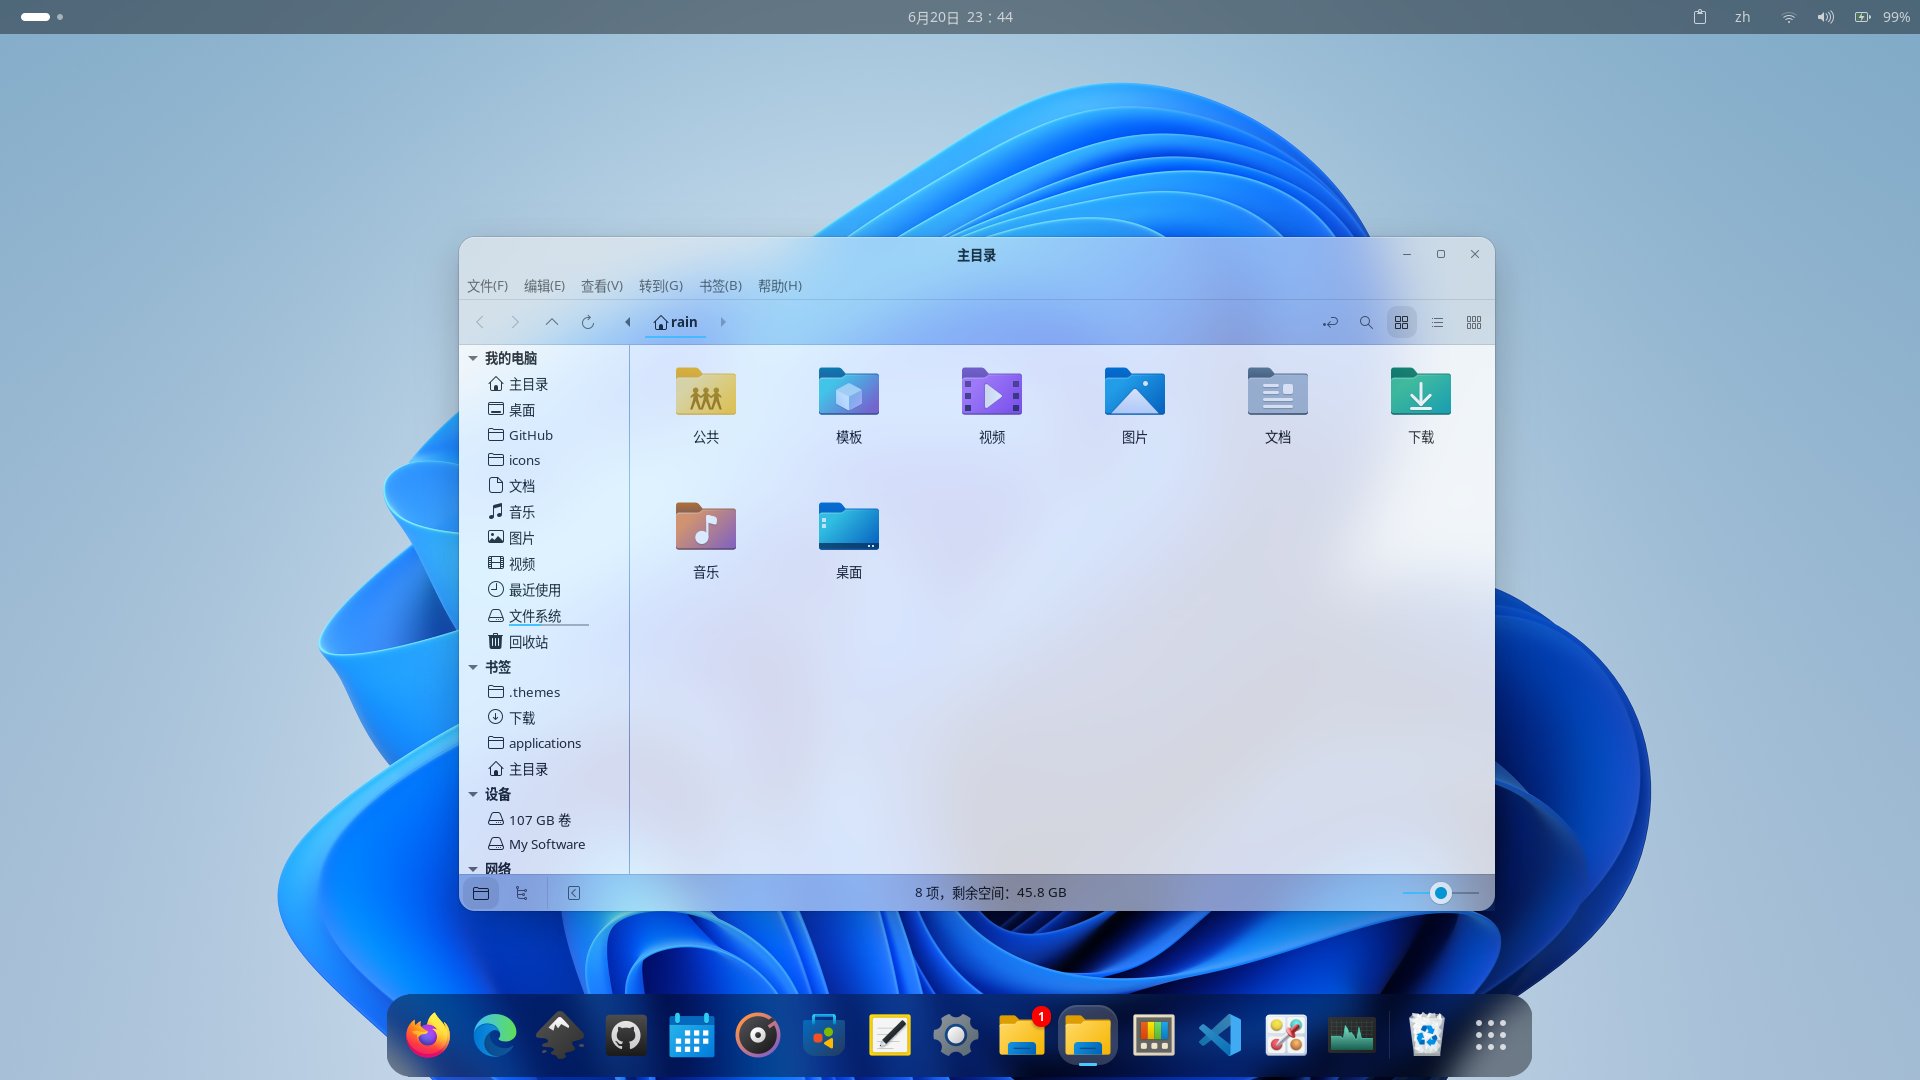 6月20日 23：44
zh
99%
主目录
文件(F) 编辑(E) 查看(V) 转到(G) 书签(B) 帮助(H)
rain
我的电脑
主目录
桌面
GitHub
icons
文档
音乐
图片
视频
最近使用
文件系统
回收站
书签
.themes
下载
applications
主目录
设备
107 GB 卷
My Software
网络
公共 模板 视频 图片 文档 下载
音乐 桌面
8 项，剩余空间：45.8 GB
1